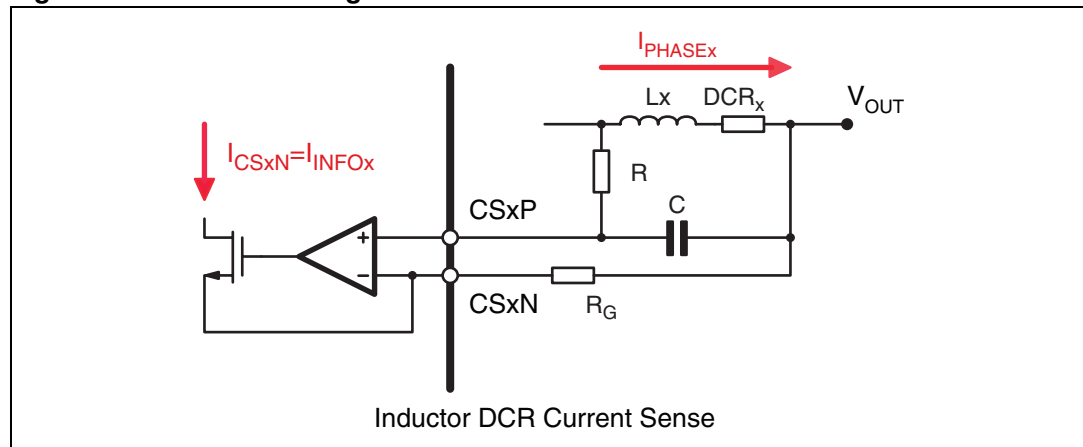 I_PHASEx
Lx DCR_x V_OUT
I_CSxN=I_INFOx
R
CSxP C
+
−
CSxN R_G
Inductor DCR Current Sense